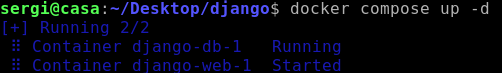 sergi@casa:~/Desktop/django$ docker compose up -d
[+] Running 2/2
⠿ Container django-db-1 Running
⠿ Container django-web-1 Started